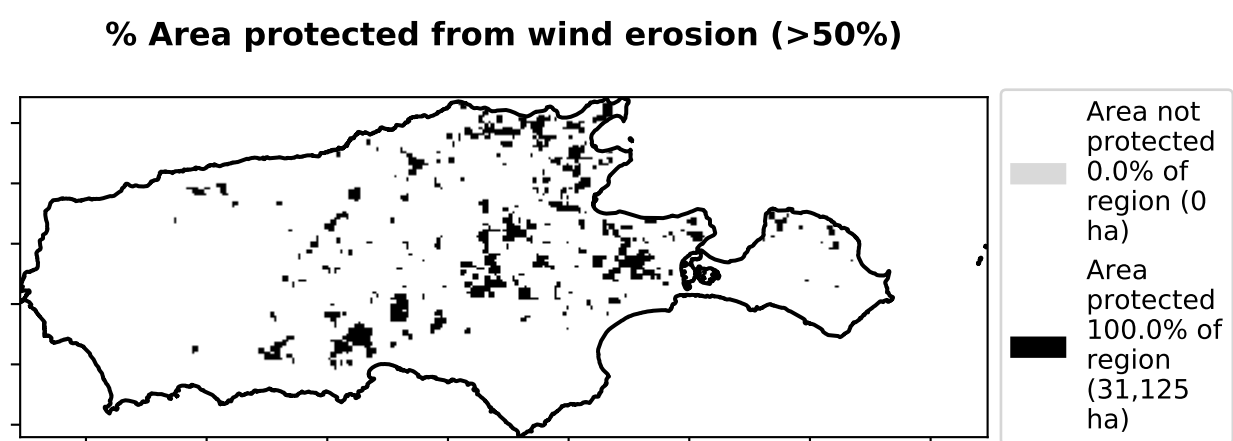 % Area protected from wind erosion (>50%)
Area not
protected
0.0% of
region (0
ha)
Area
protected
100.0% of
region
(31,125
ha)